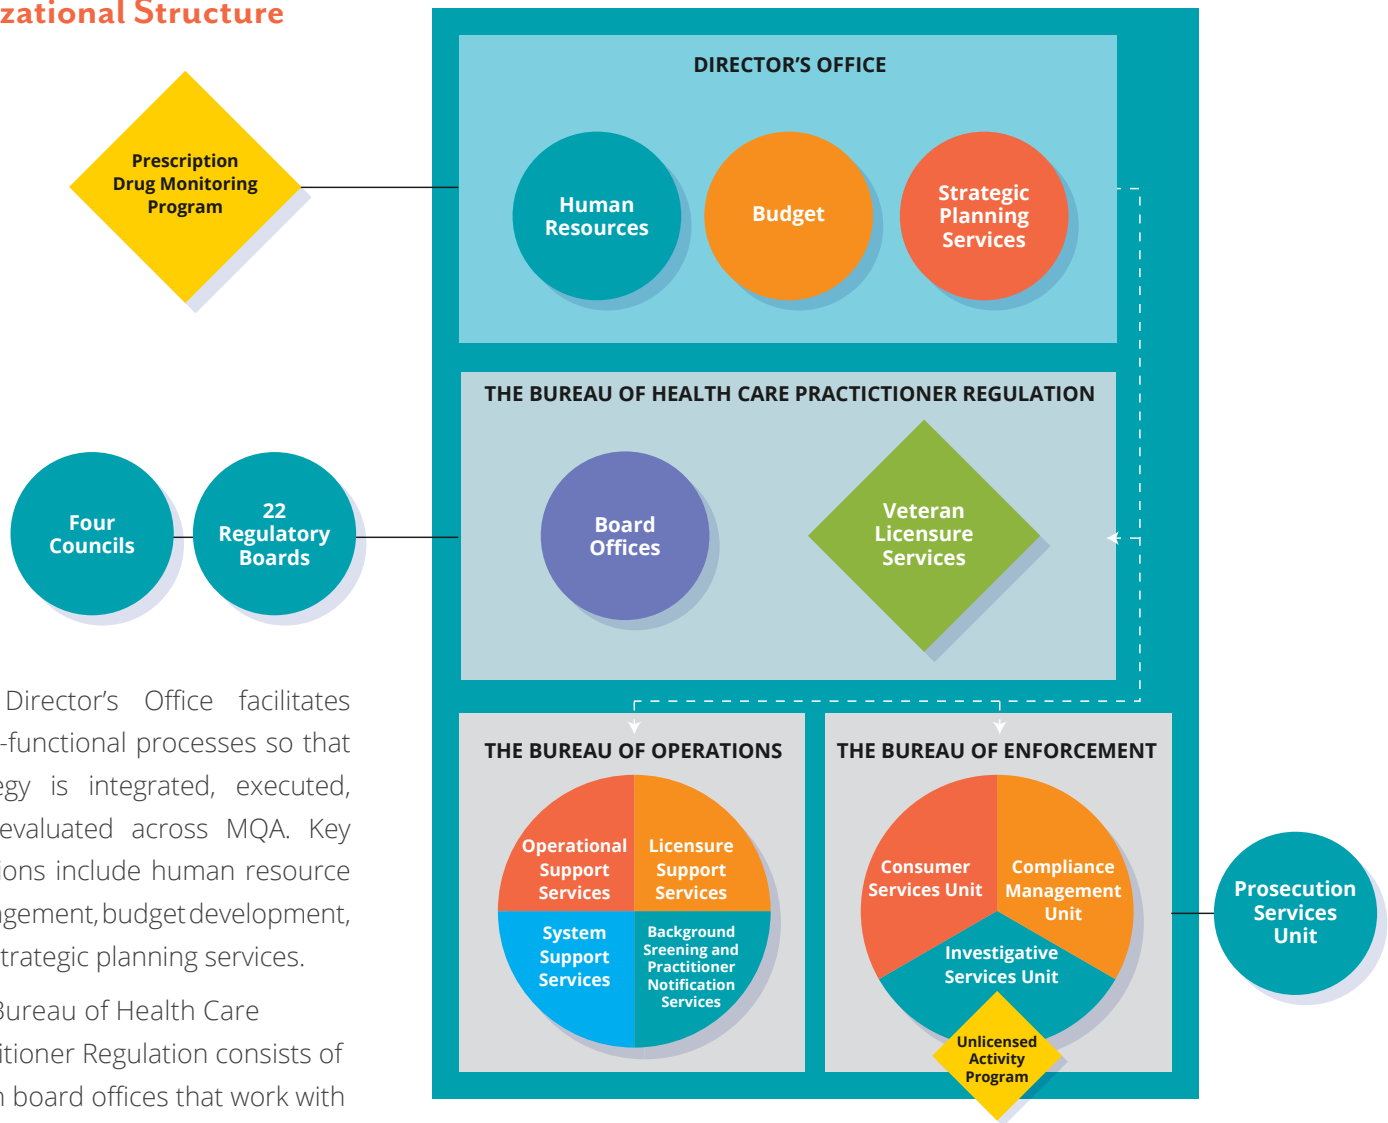 zational Structure
DIRECTOR’S OFFICE
Prescription
Drug Monitoring
Program
Human
Resources
Budget
Strategic
Planning
Services
THE BUREAU OF HEALTH CARE PRACTICTIONER REGULATION
Four
Councils
22
Regulatory
Boards
Board
Offices
Veteran
Licensure
Services
Director’s Office facilitates
-functional processes so that
egy is integrated, executed,
evaluated across MQA. Key
ions include human resource
agement, budget development,
trategic planning services.
Bureau of Health Care
itioner Regulation consists of
n board offices that work with
THE BUREAU OF OPERATIONS
Operational
Support
Services
Licensure
Support
Services
System
Support
Services
Background
Sreening and
Practitioner
Notification
Services
THE BUREAU OF ENFORCEMENT
Consumer
Services Unit
Compliance
Management
Unit
Investigative
Services Unit
Unlicensed
Activity
Program
Prosecution
Services
Unit